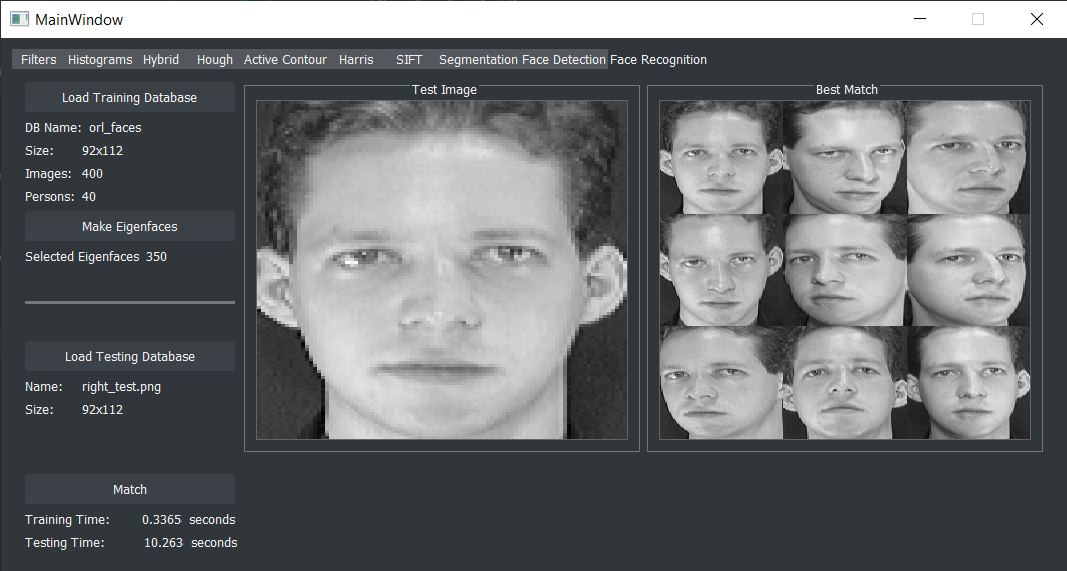 MainWindow
Filters Histograms Hybrid Hough Active Contour Harris SIFT Segmentation Face Detection Face Recognition
Load Training Database
DB Name: orl_faces
Size: 92x112
Images: 400
Persons: 40
Make Eigenfaces
Selected Eigenfaces 350
Load Testing Database
Name: right_test.png
Size: 92x112
Match
Training Time: 0.3365 seconds
Testing Time: 10.263 seconds
Test Image
Best Match